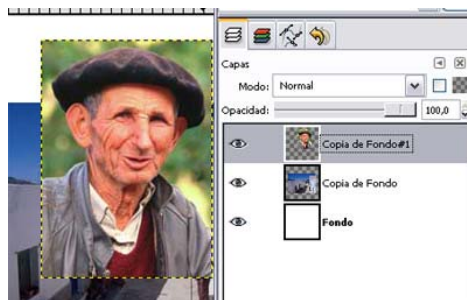 Capas
Modo: Normal
Opacidad: 100,0
Copia de Fondo#1
Copia de Fondo
Fondo